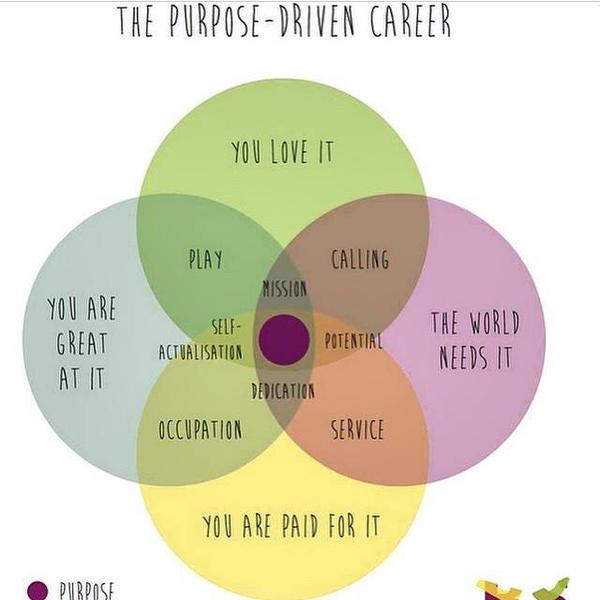 THE PURPOSE-DRIVEN CAREER
YOU LOVE IT
PLAY
CALLING
MISSION
YOU ARE
GREAT
AT IT
SELF-
ACTUALISATION
POTENTIAL
THE WORLD
NEEDS IT
DEDICATION
OCCUPATION
SERVICE
YOU ARE PAID FOR IT
PURPOSE